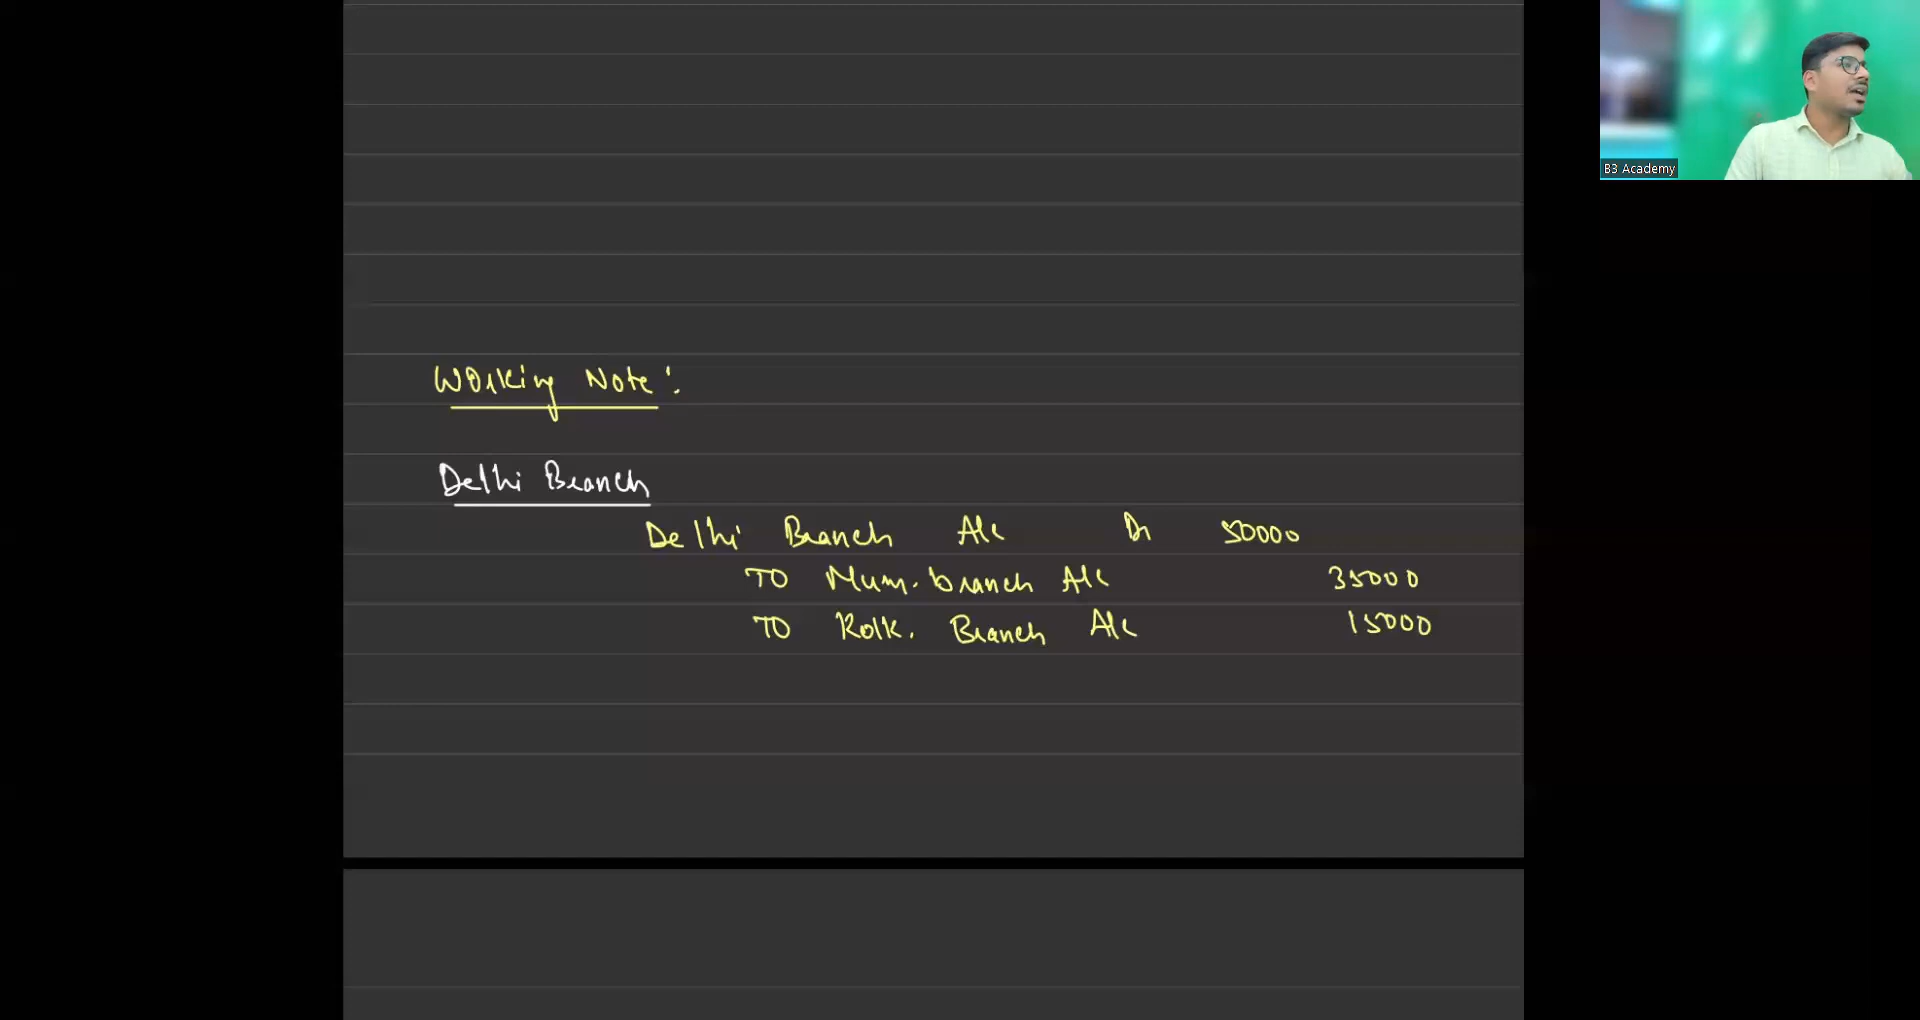 B3 Academy
Working Note:
Delhi Branch
Delhi Branch A/c Dr 50000
TO Mum. branch A/c 35000
TO Kolk. Branch A/c 15000